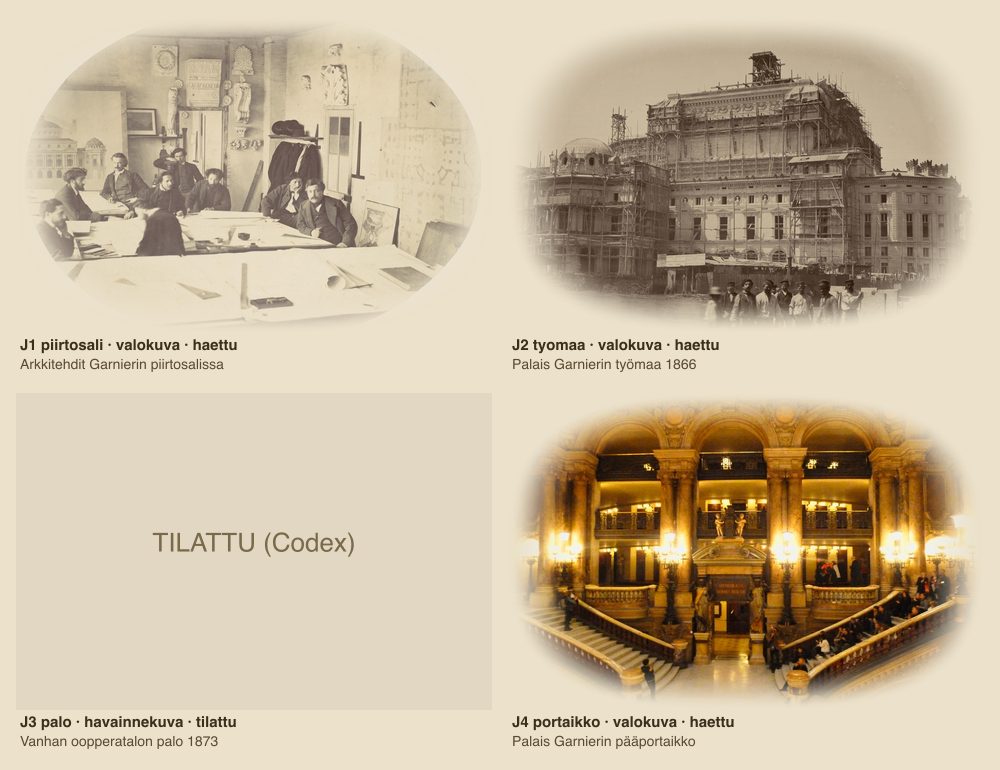 J1 piirtosali · valokuva · haettu
Arkkitehdit Garnierin piirtosalissa
J2 tyomaa · valokuva · haettu
Palais Garnierin työmaa 1866
TILATTU (Codex)
J3 palo · havainnekuva · tilattu
Vanhan oopperatalon palo 1873
J4 portaikko · valokuva · haettu
Palais Garnierin pääportaikko